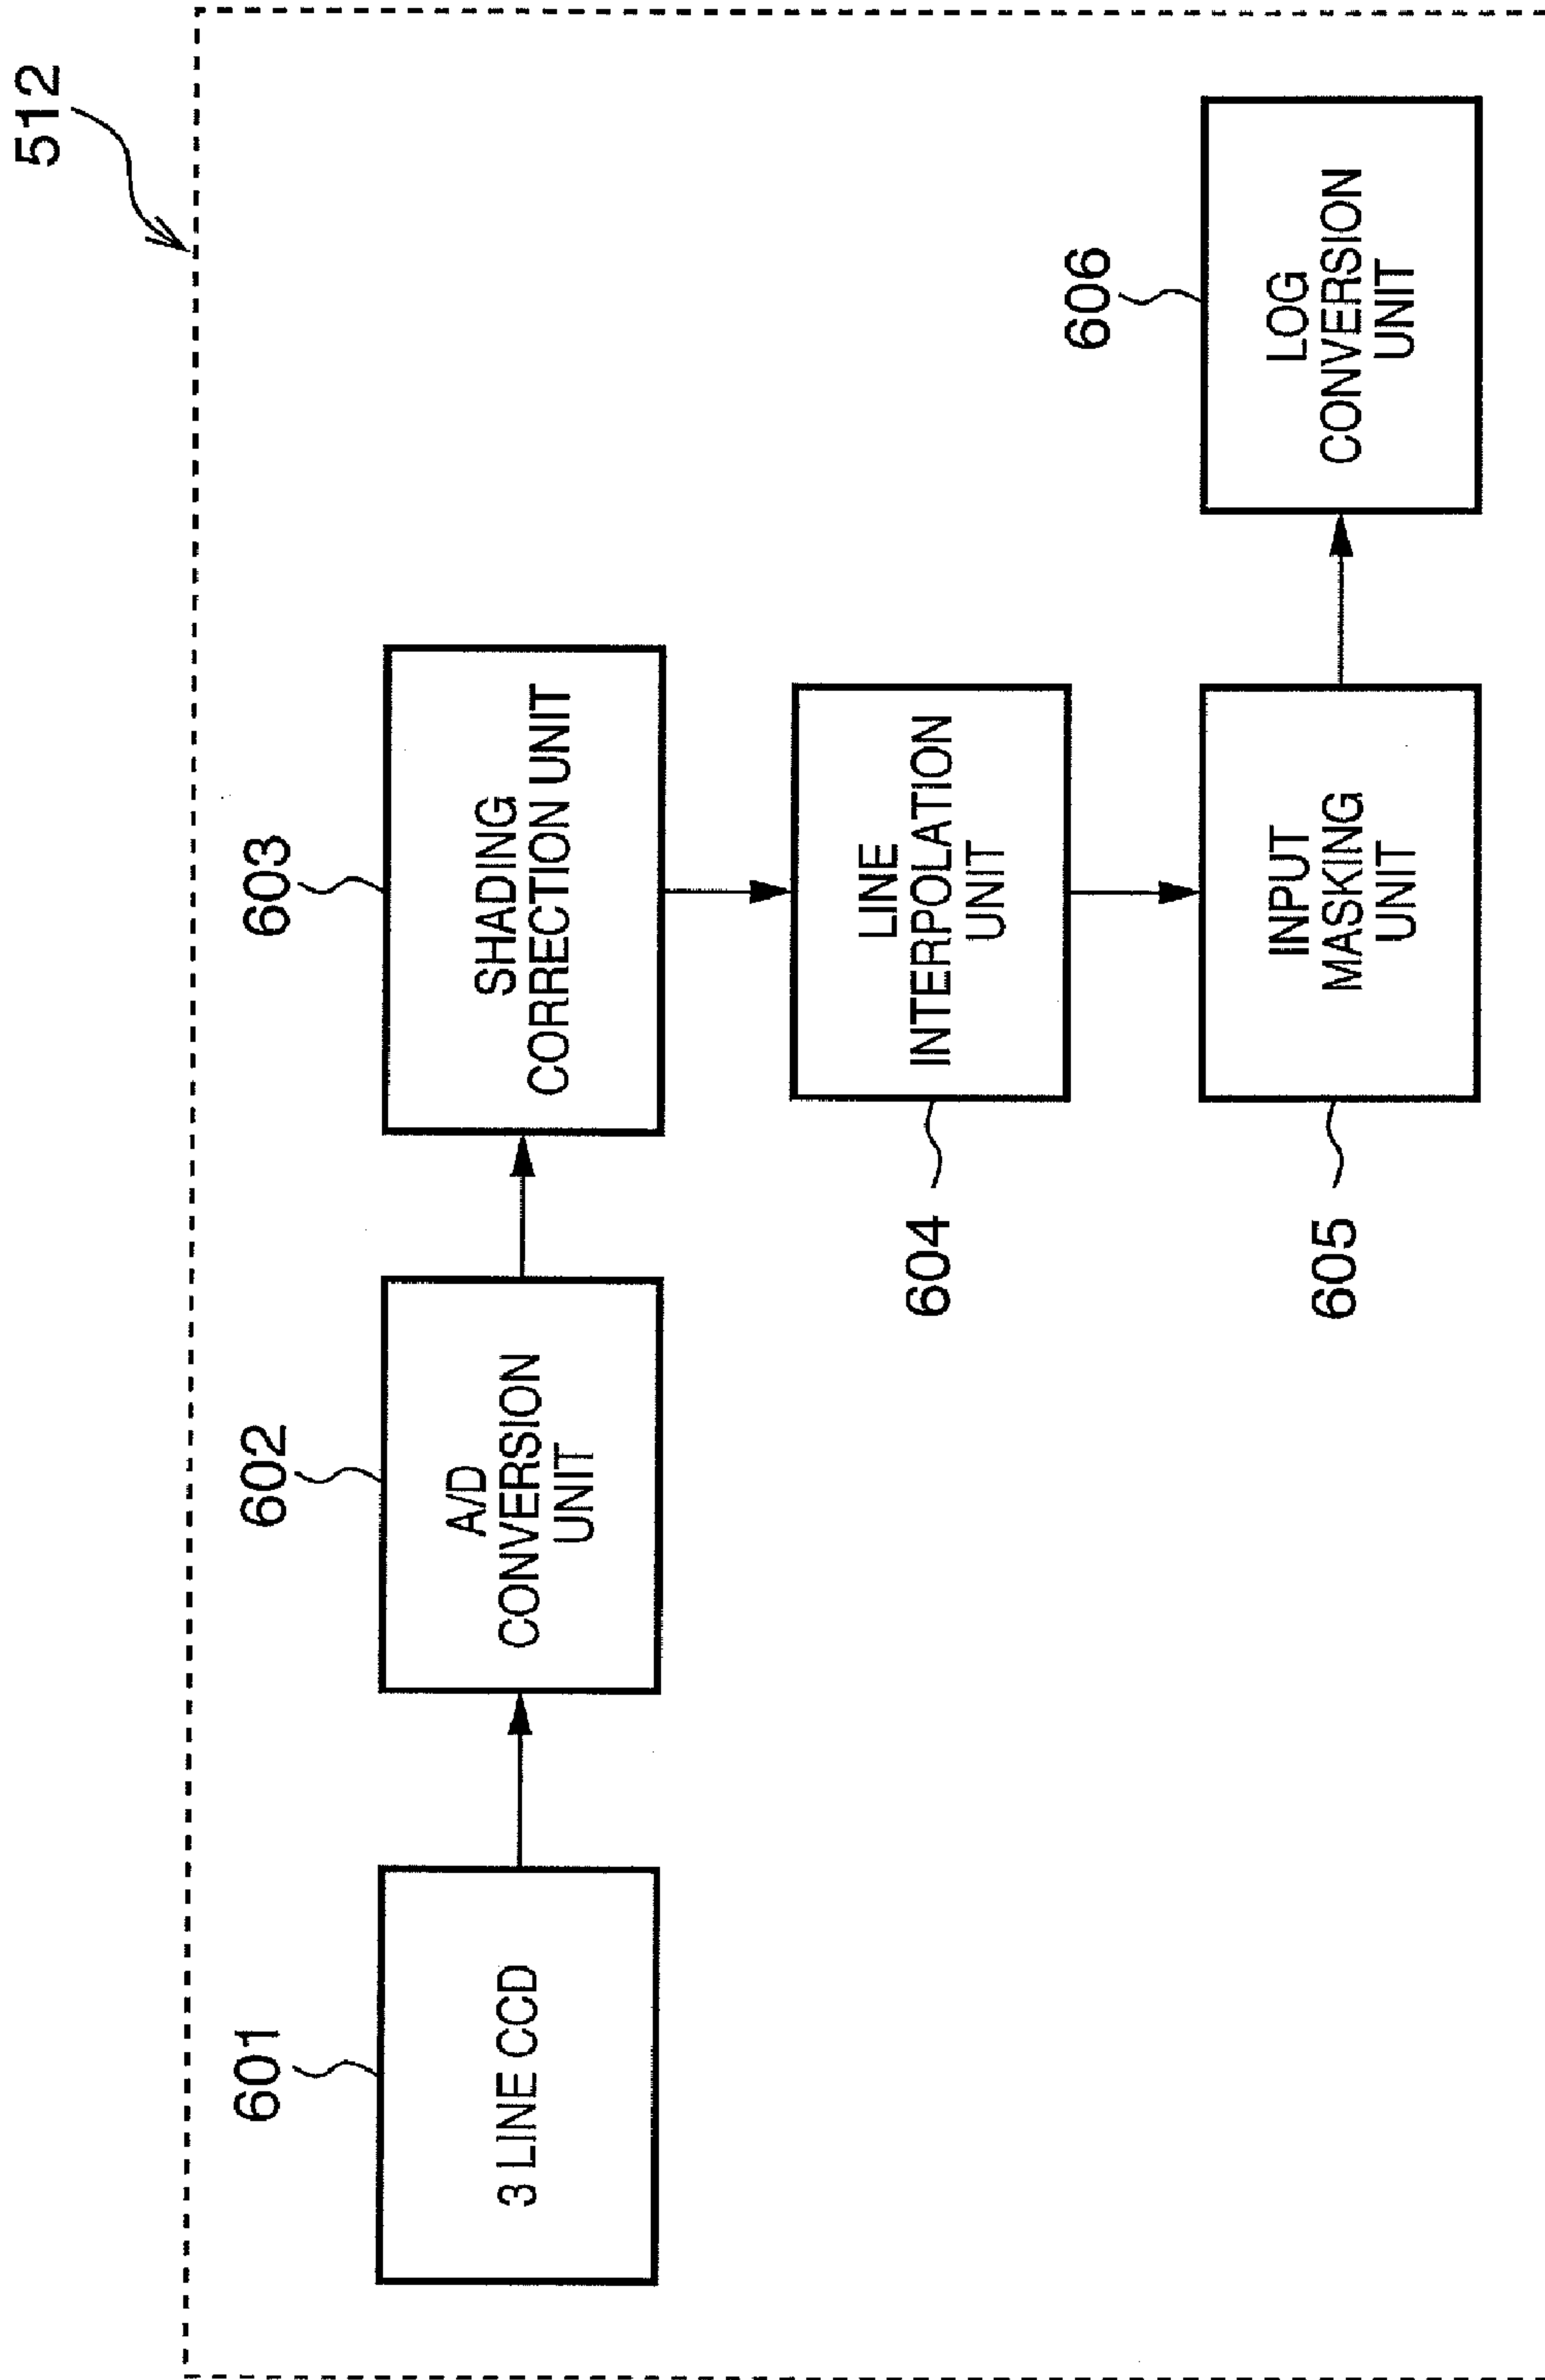 512
601
3 LINE CCD
602
A/D
CONVERSION
UNIT
603
SHADING
CORRECTION UNIT
604
LINE
INTERPOLATION
UNIT
605
INPUT
MASKING
UNIT
606
LOG
CONVERSION
UNIT